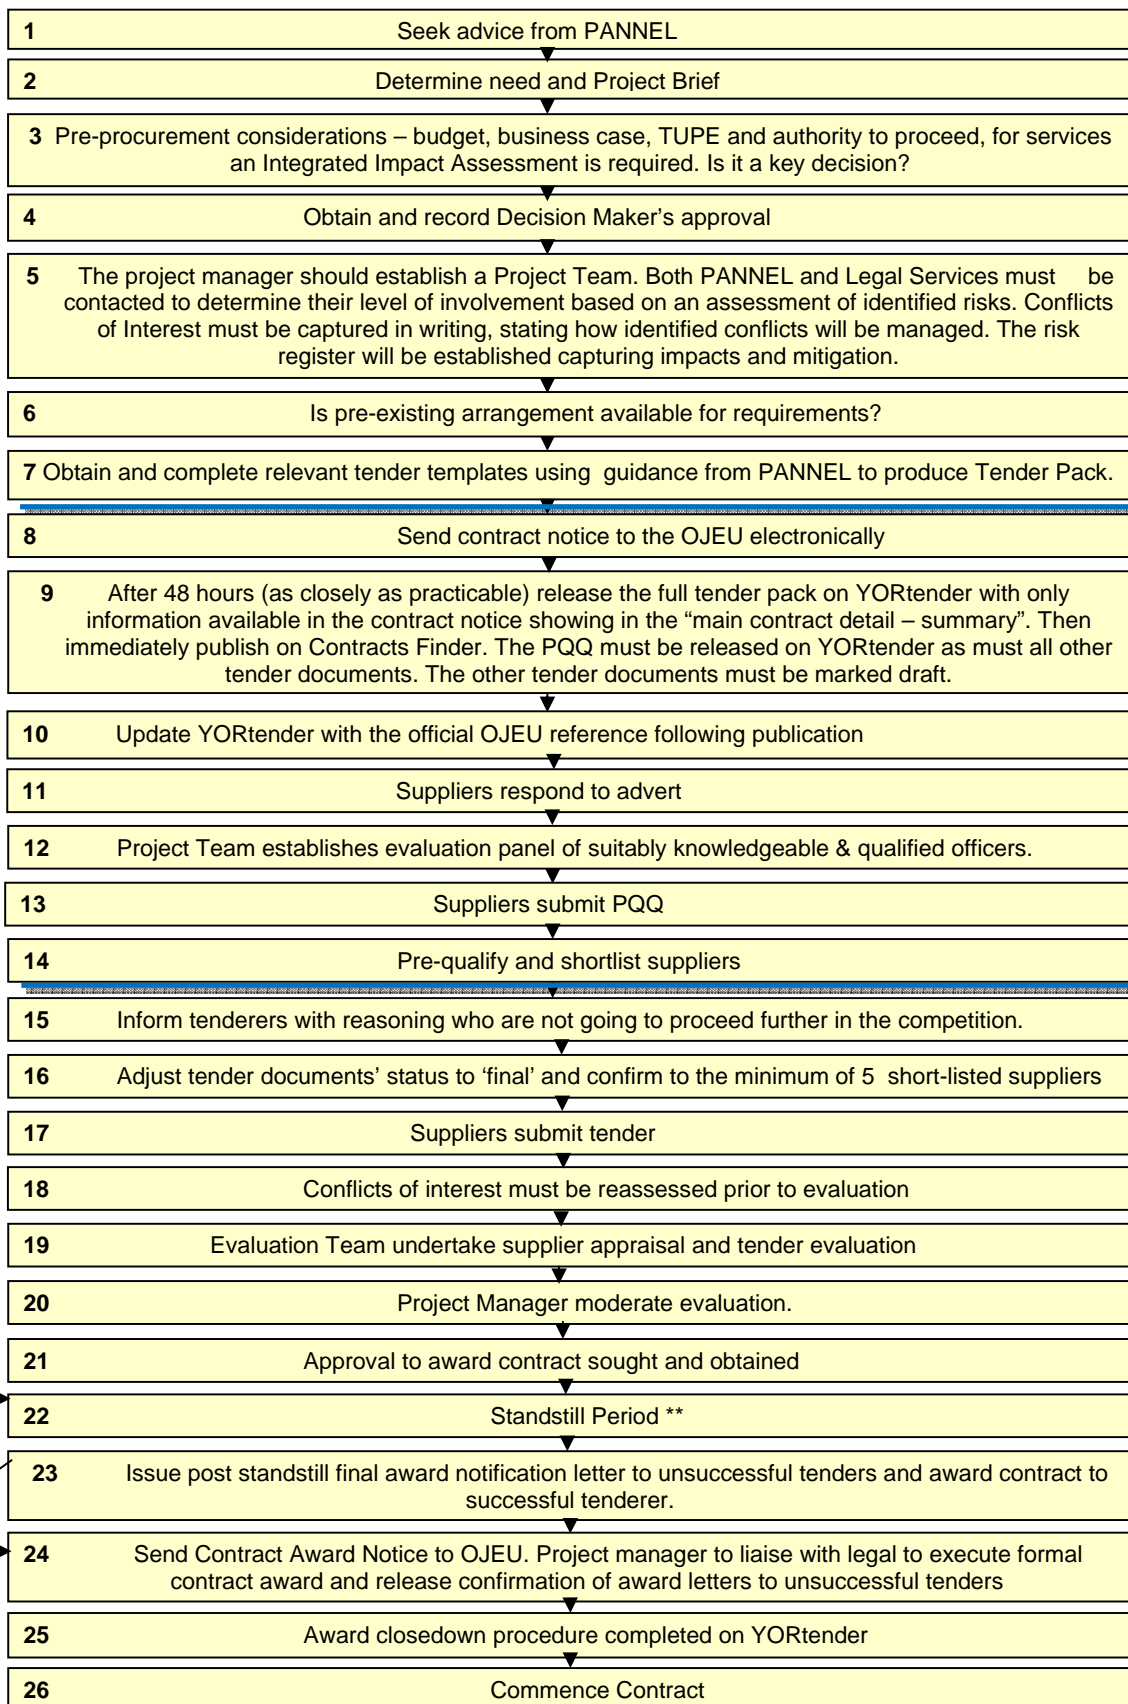 1 Seek advice from PANNEL
2 Determine need and Project Brief
3 Pre-procurement considerations – budget, business case, TUPE and authority to proceed, for services
an Integrated Impact Assessment is required. Is it a key decision?
4 Obtain and record Decision Maker's approval
5 The project manager should establish a Project Team. Both PANNEL and Legal Services must be
contacted to determine their level of involvement based on an assessment of identified risks. Conflicts
of Interest must be captured in writing, stating how identified conflicts will be managed. The risk
register will be established capturing impacts and mitigation.
6 Is pre-existing arrangement available for requirements?
7 Obtain and complete relevant tender templates using guidance from PANNEL to produce Tender Pack.
8 Send contract notice to the OJEU electronically
9 After 48 hours (as closely as practicable) release the full tender pack on YORtender with only
information available in the contract notice showing in the "main contract detail – summary". Then
immediately publish on Contracts Finder. The PQQ must be released on YORtender as must all other
tender documents. The other tender documents must be marked draft.
10 Update YORtender with the official OJEU reference following publication
11 Suppliers respond to advert
12 Project Team establishes evaluation panel of suitably knowledgeable & qualified officers.
13 Suppliers submit PQQ
14 Pre-qualify and shortlist suppliers
15 Inform tenderers with reasoning who are not going to proceed further in the competition.
16 Adjust tender documents' status to 'final' and confirm to the minimum of 5 short-listed suppliers
17 Suppliers submit tender
18 Conflicts of interest must be reassessed prior to evaluation
19 Evaluation Team undertake supplier appraisal and tender evaluation
20 Project Manager moderate evaluation.
21 Approval to award contract sought and obtained
22 Standstill Period **
23 Issue post standstill final award notification letter to unsuccessful tenders and award contract to
successful tenderer.
24 Send Contract Award Notice to OJEU. Project manager to liaise with legal to execute formal
contract award and release confirmation of award letters to unsuccessful tenders
25 Award closedown procedure completed on YORtender
26 Commence Contract